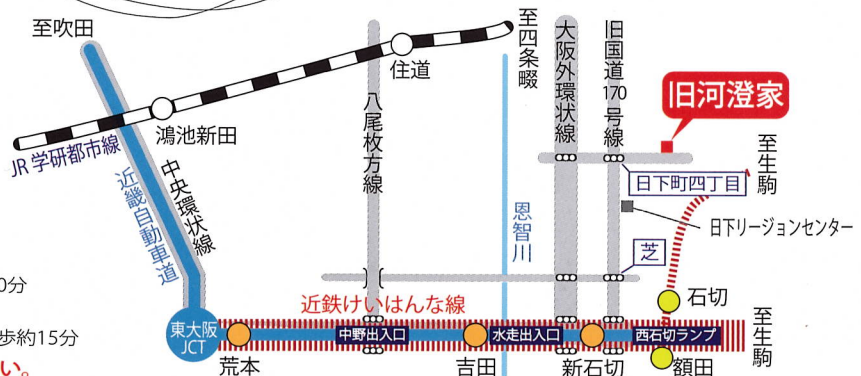 至吹田
住道
至四条畷
大阪外環状線
旧国道170号線
旧河澄家
鴻池新田
JR 学研都市線
八尾枚方線
中央環状線
近畿自動車道
日下町四丁目
至生駒
日下リージョンセンター
恩智川
芝
0分
歩約15分
い。
近鉄けいはんな線
石切
東大阪
JCT
中野出入口
水走出入口
西石切ランプ
至生駒
荒本
吉田
新石切
額田